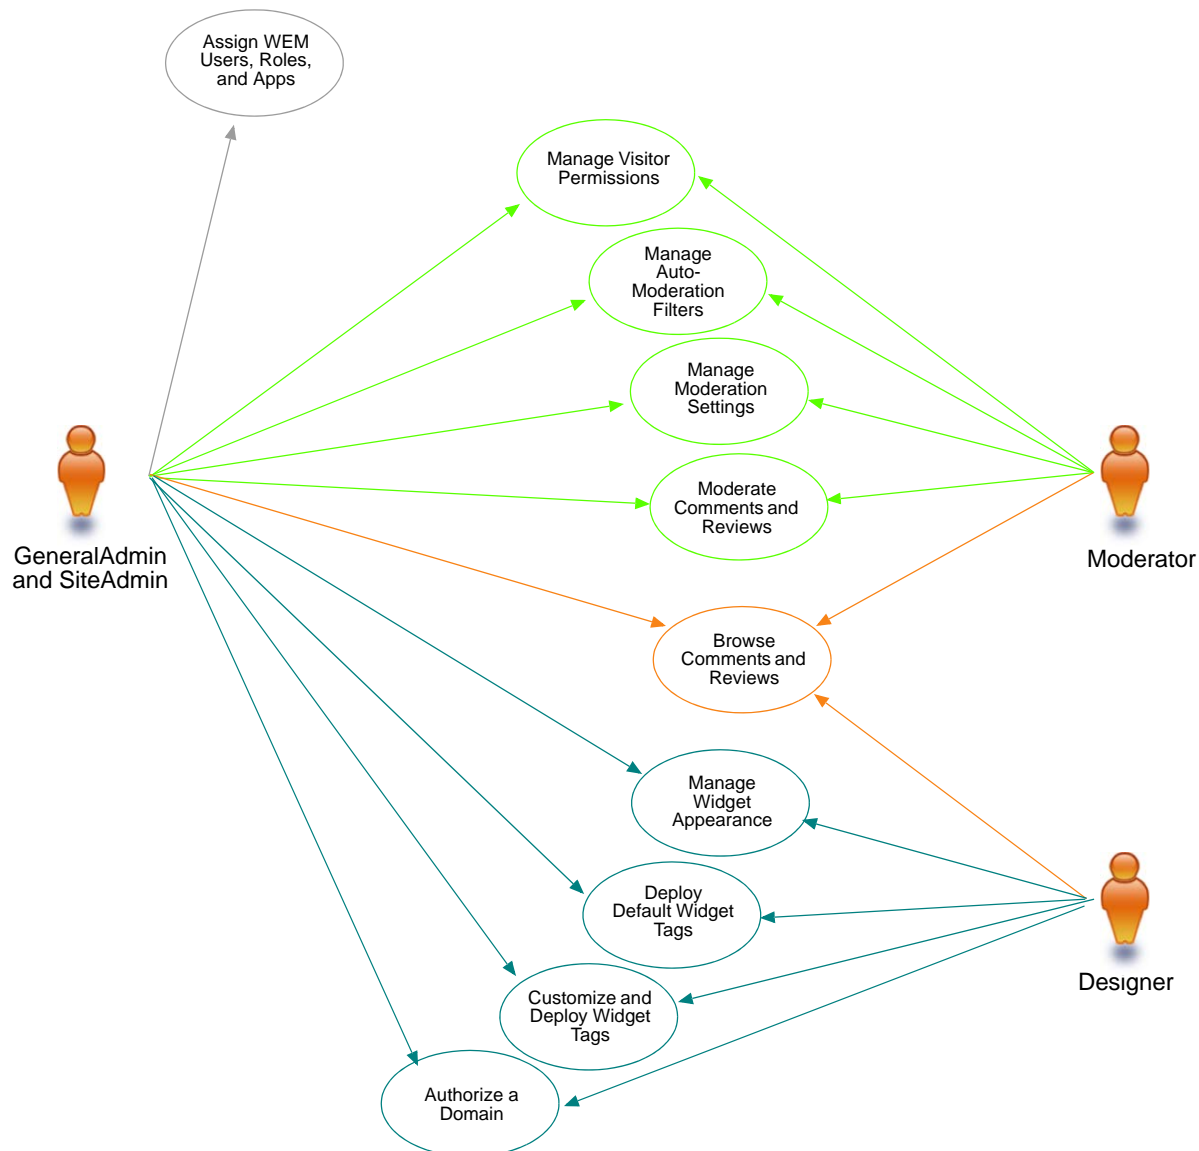 Assign WEM
Users, Roles,
and Apps
Manage Visitor
Permissions
Manage
Auto-
Moderation
Filters
Manage
Moderation
Settings
Moderate
Comments and
Reviews
GeneralAdmin
and SiteAdmin
Moderator
Browse
Comments and
Reviews
Manage
Widget
Appearance
Deploy
Default Widget
Tags
Designer
Customize and
Deploy Widget
Tags
Authorize a
Domain